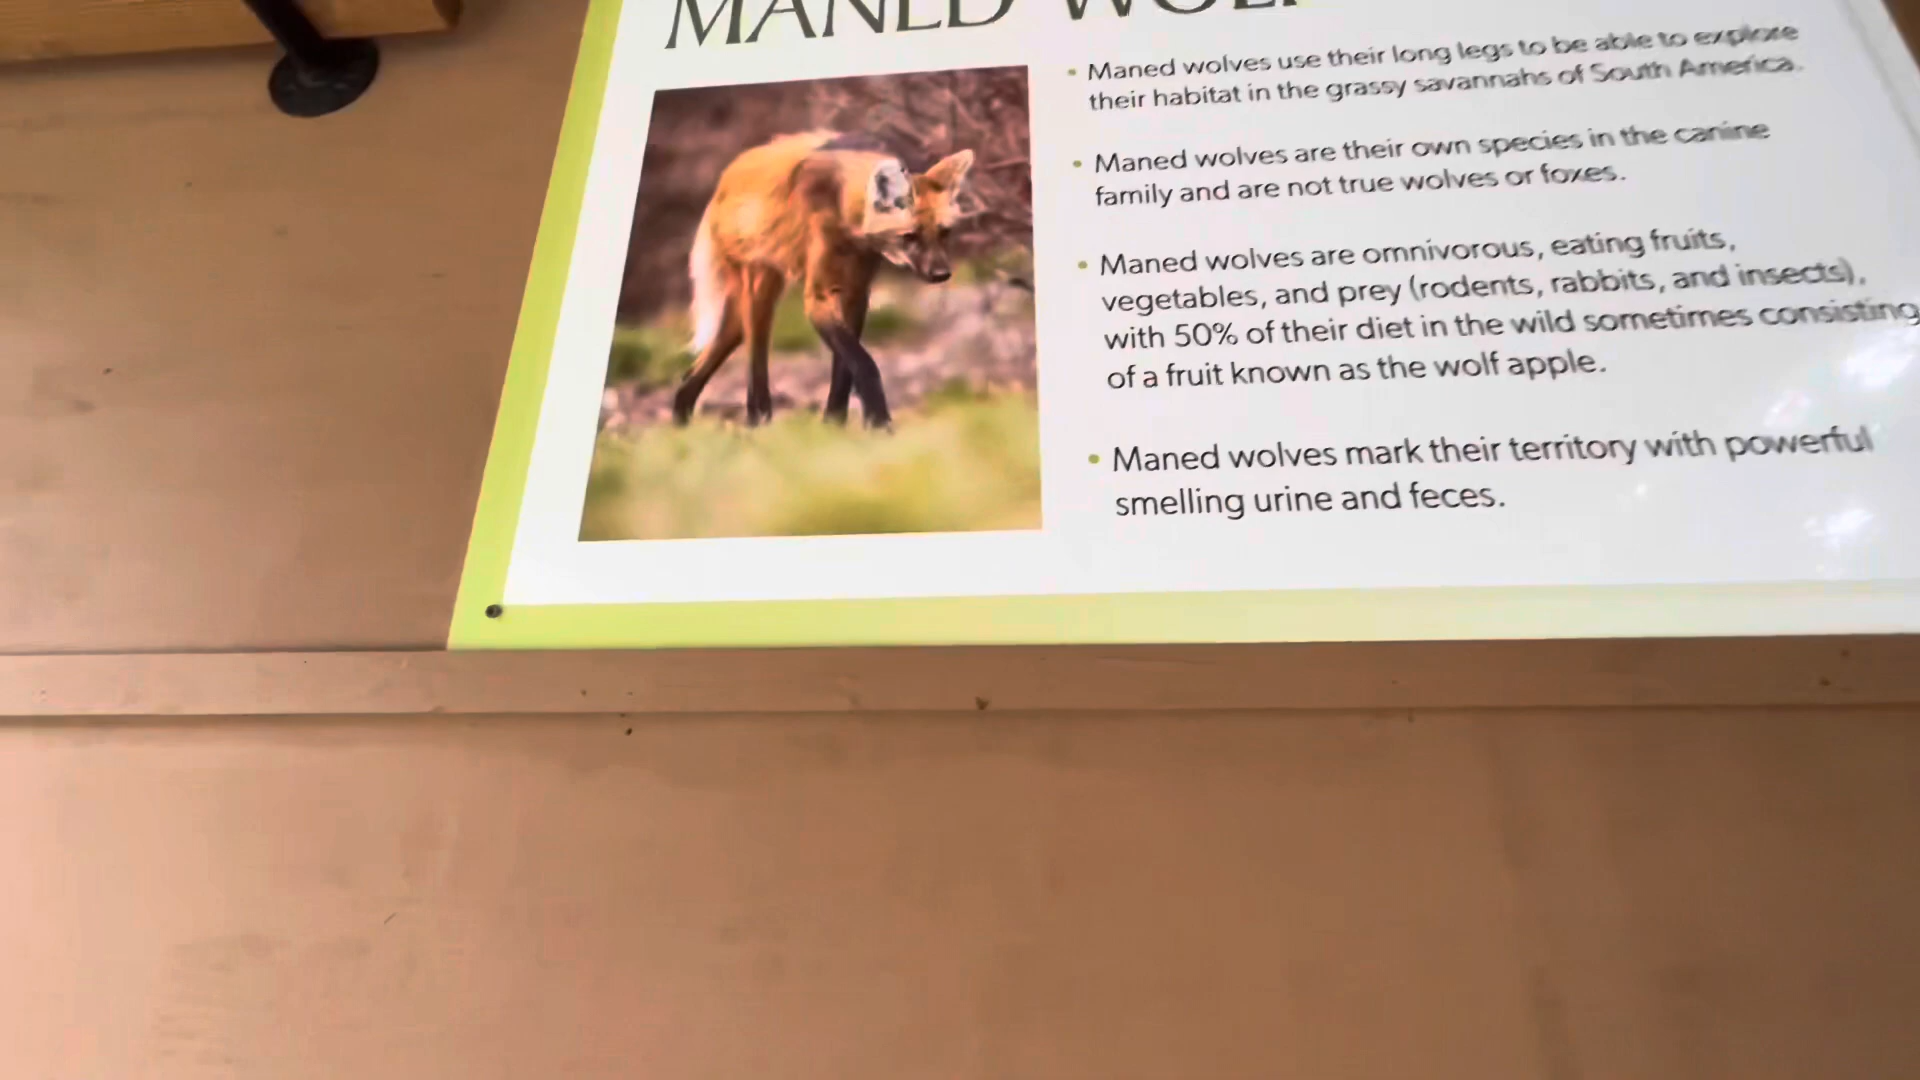 MANED WOLF
Maned wolves use their long legs to be able to explore
their habitat in the grassy savannahs of South America.
Maned wolves are their own species in the canine
family and are not true wolves or foxes.
Maned wolves are omnivorous, eating fruits,
vegetables, and prey (rodents, rabbits, and insects),
with 50% of their diet in the wild sometimes consisting
of a fruit known as the wolf apple.
Maned wolves mark their territory with powerful
smelling urine and feces.